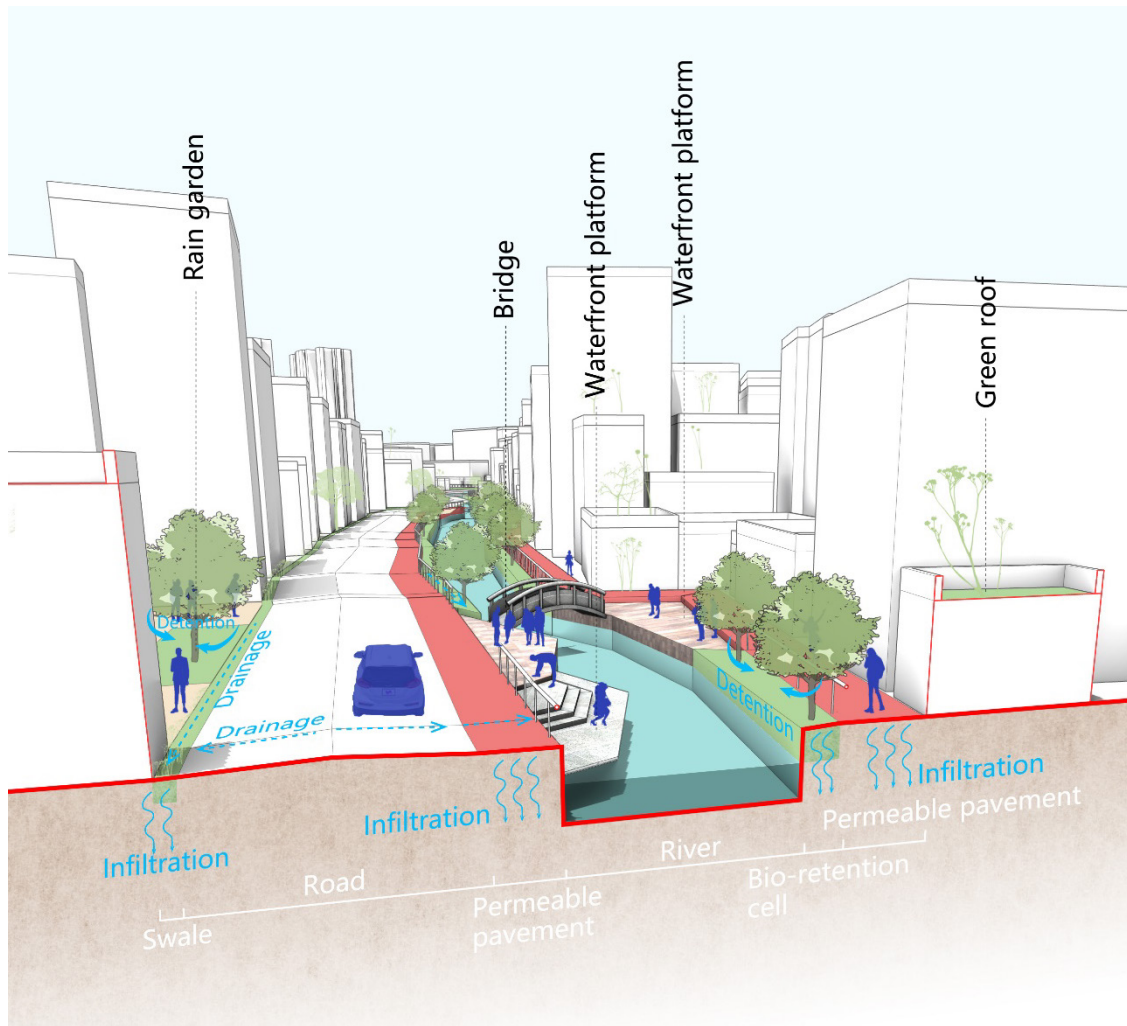 Rain garden
Bridge
Waterfront platform
Waterfront platform
Green roof
Detention
Drainage
Drainage
Detention
Infiltration
Infiltration
Infiltration
Permeable pavement
River
Road
Bio-retention
cell
Permeable
pavement
Swale